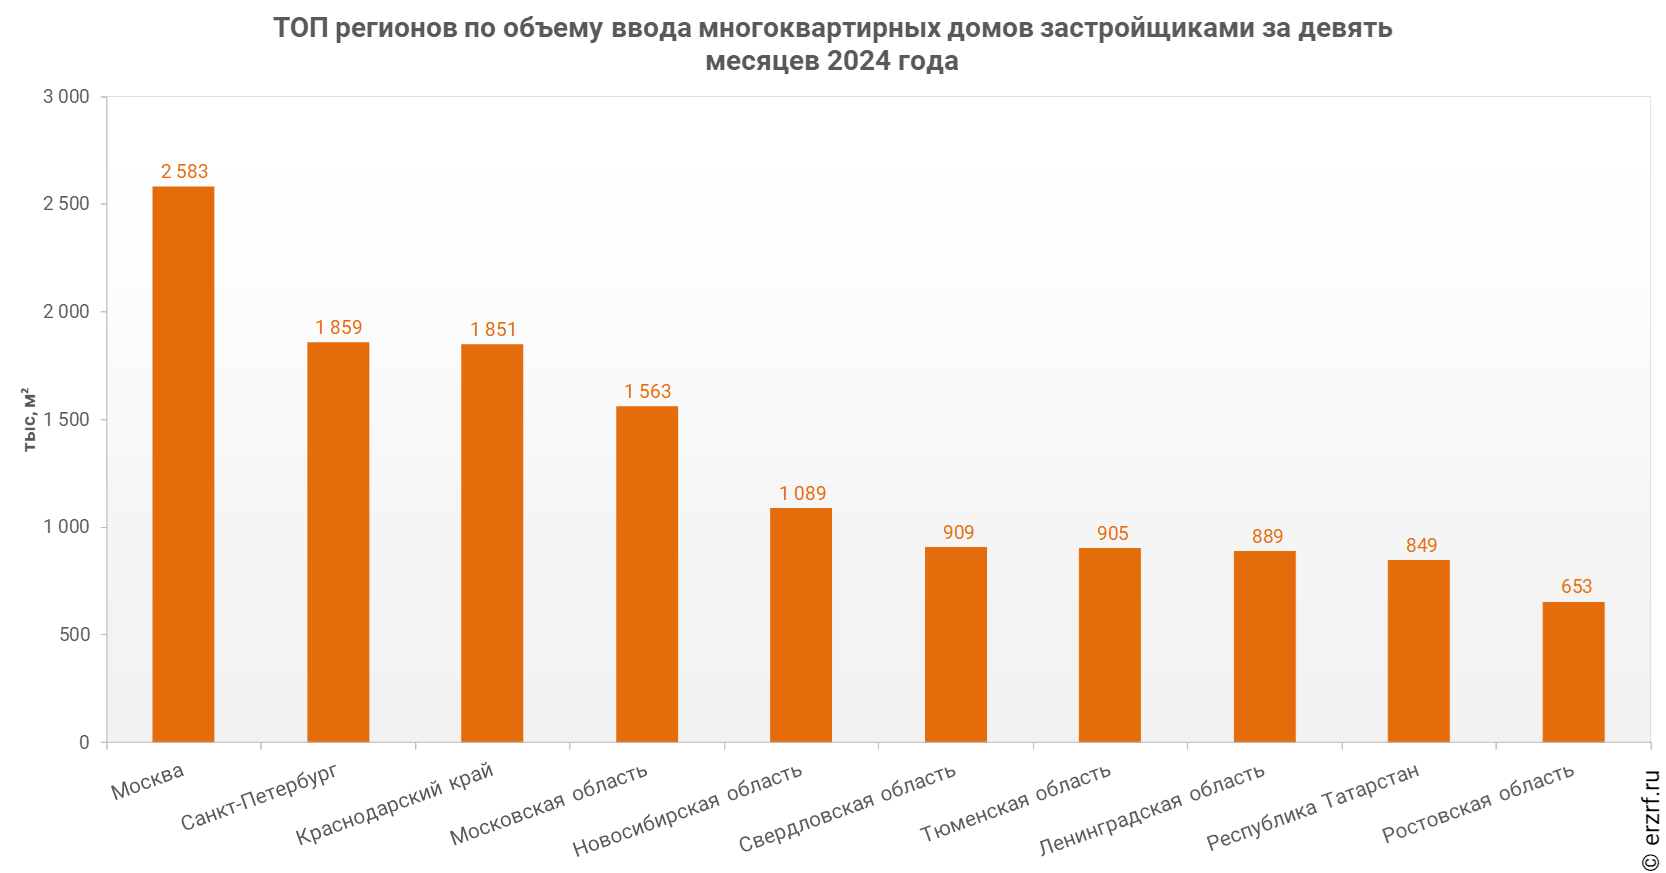 ТОП регионов по объему ввода многоквартирных домов застройщиками за девять
месяцев 2024 года
тыс, м²
3 000
2 500
2 000
1 500
1 000
500
0
2 583
1 859
1 851
1 563
1 089
909
905
889
849
653
Москва
Санкт-Петербург
Краснодарский край
Московская область
Новосибирская область
Свердловская область
Тюменская область
Ленинградская область
Республика Татарстан
Ростовская область
© erzrf.ru